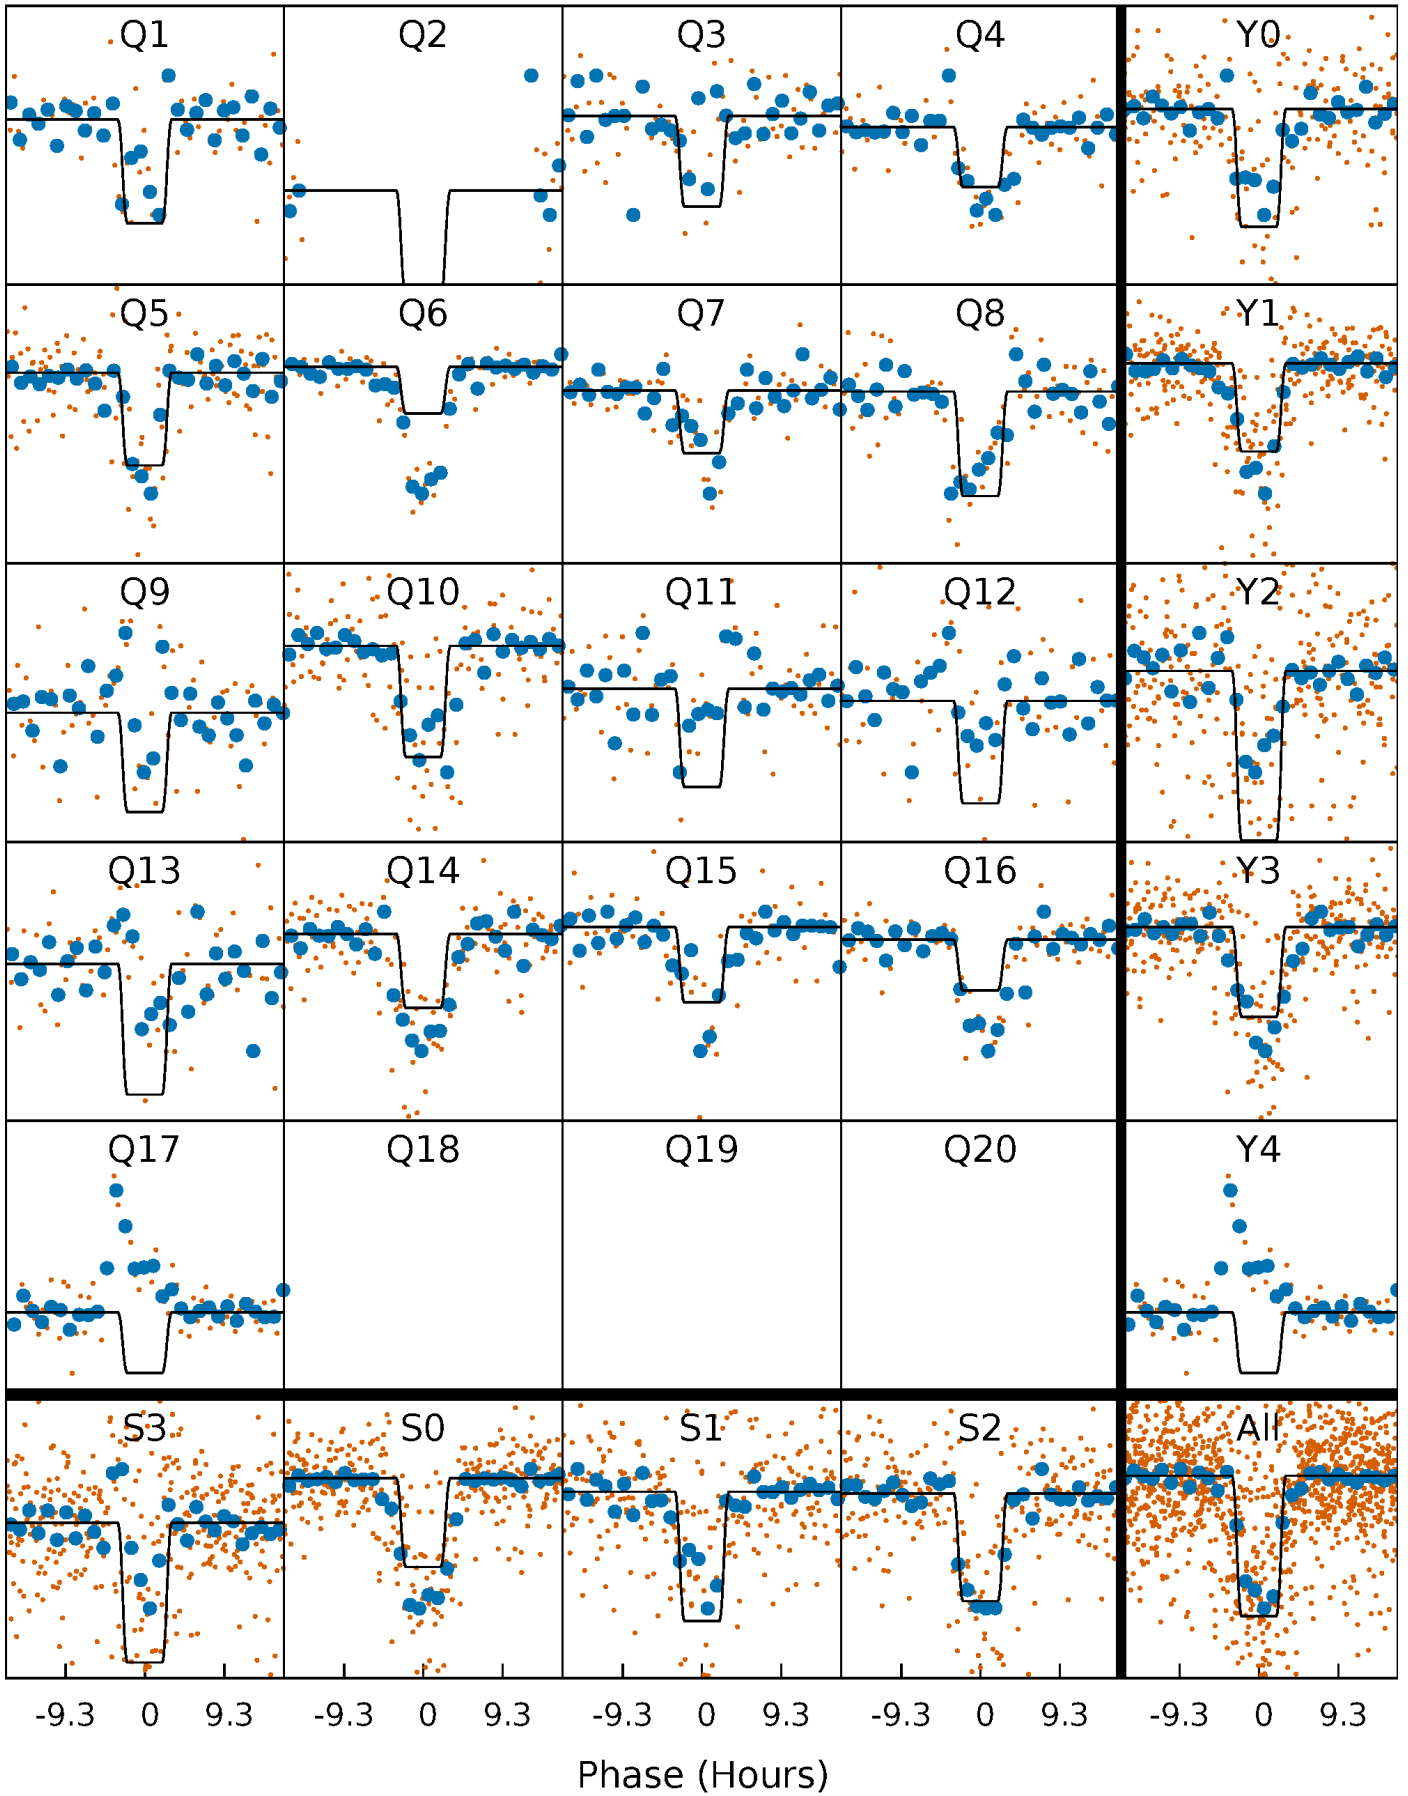 Q1 Q2 Q3 Q4 Y0
Q5 Q6 Q7 Q8 Y1
Q9 Q10 Q11 Q12 Y2
Q13 Q14 Q15 Q16 Y3
Q17 Q18 Q19 Q20 Y4
S3 S0 S1 S2 All
-9.3 0 9.3 -9.3 0 9.3 -9.3 0 9.3 -9.3 0 9.3 -9.3 0 9.3
Phase (Hours)